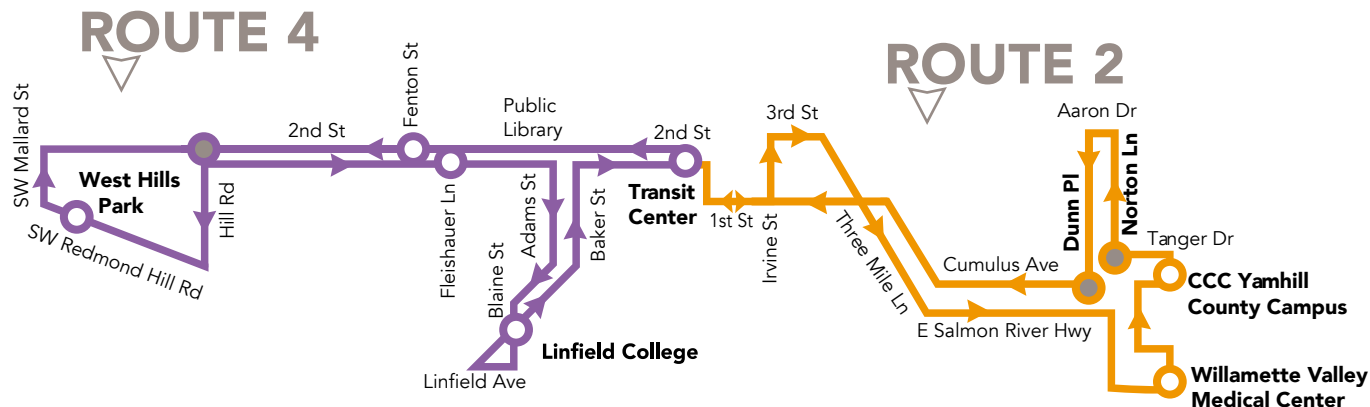 ROUTE 4
ROUTE 2
SW Mallard St
West Hills
Park
SW Redmond Hill Rd
Hill Rd
2nd St
Fenton St
Fleishauer Ln
Public
Library
Adams St
Blaine St
Baker St
Linfield Ave
Linfield College
2nd St
Transit
Center
1st St
Irvine St
3rd St
Three Mile Ln
Cumulus Ave
E Salmon River Hwy
Aaron Dr
Dunn Pl
Norton Ln
Tanger Dr
CCC Yamhill
County Campus
Willamette Valley
Medical Center